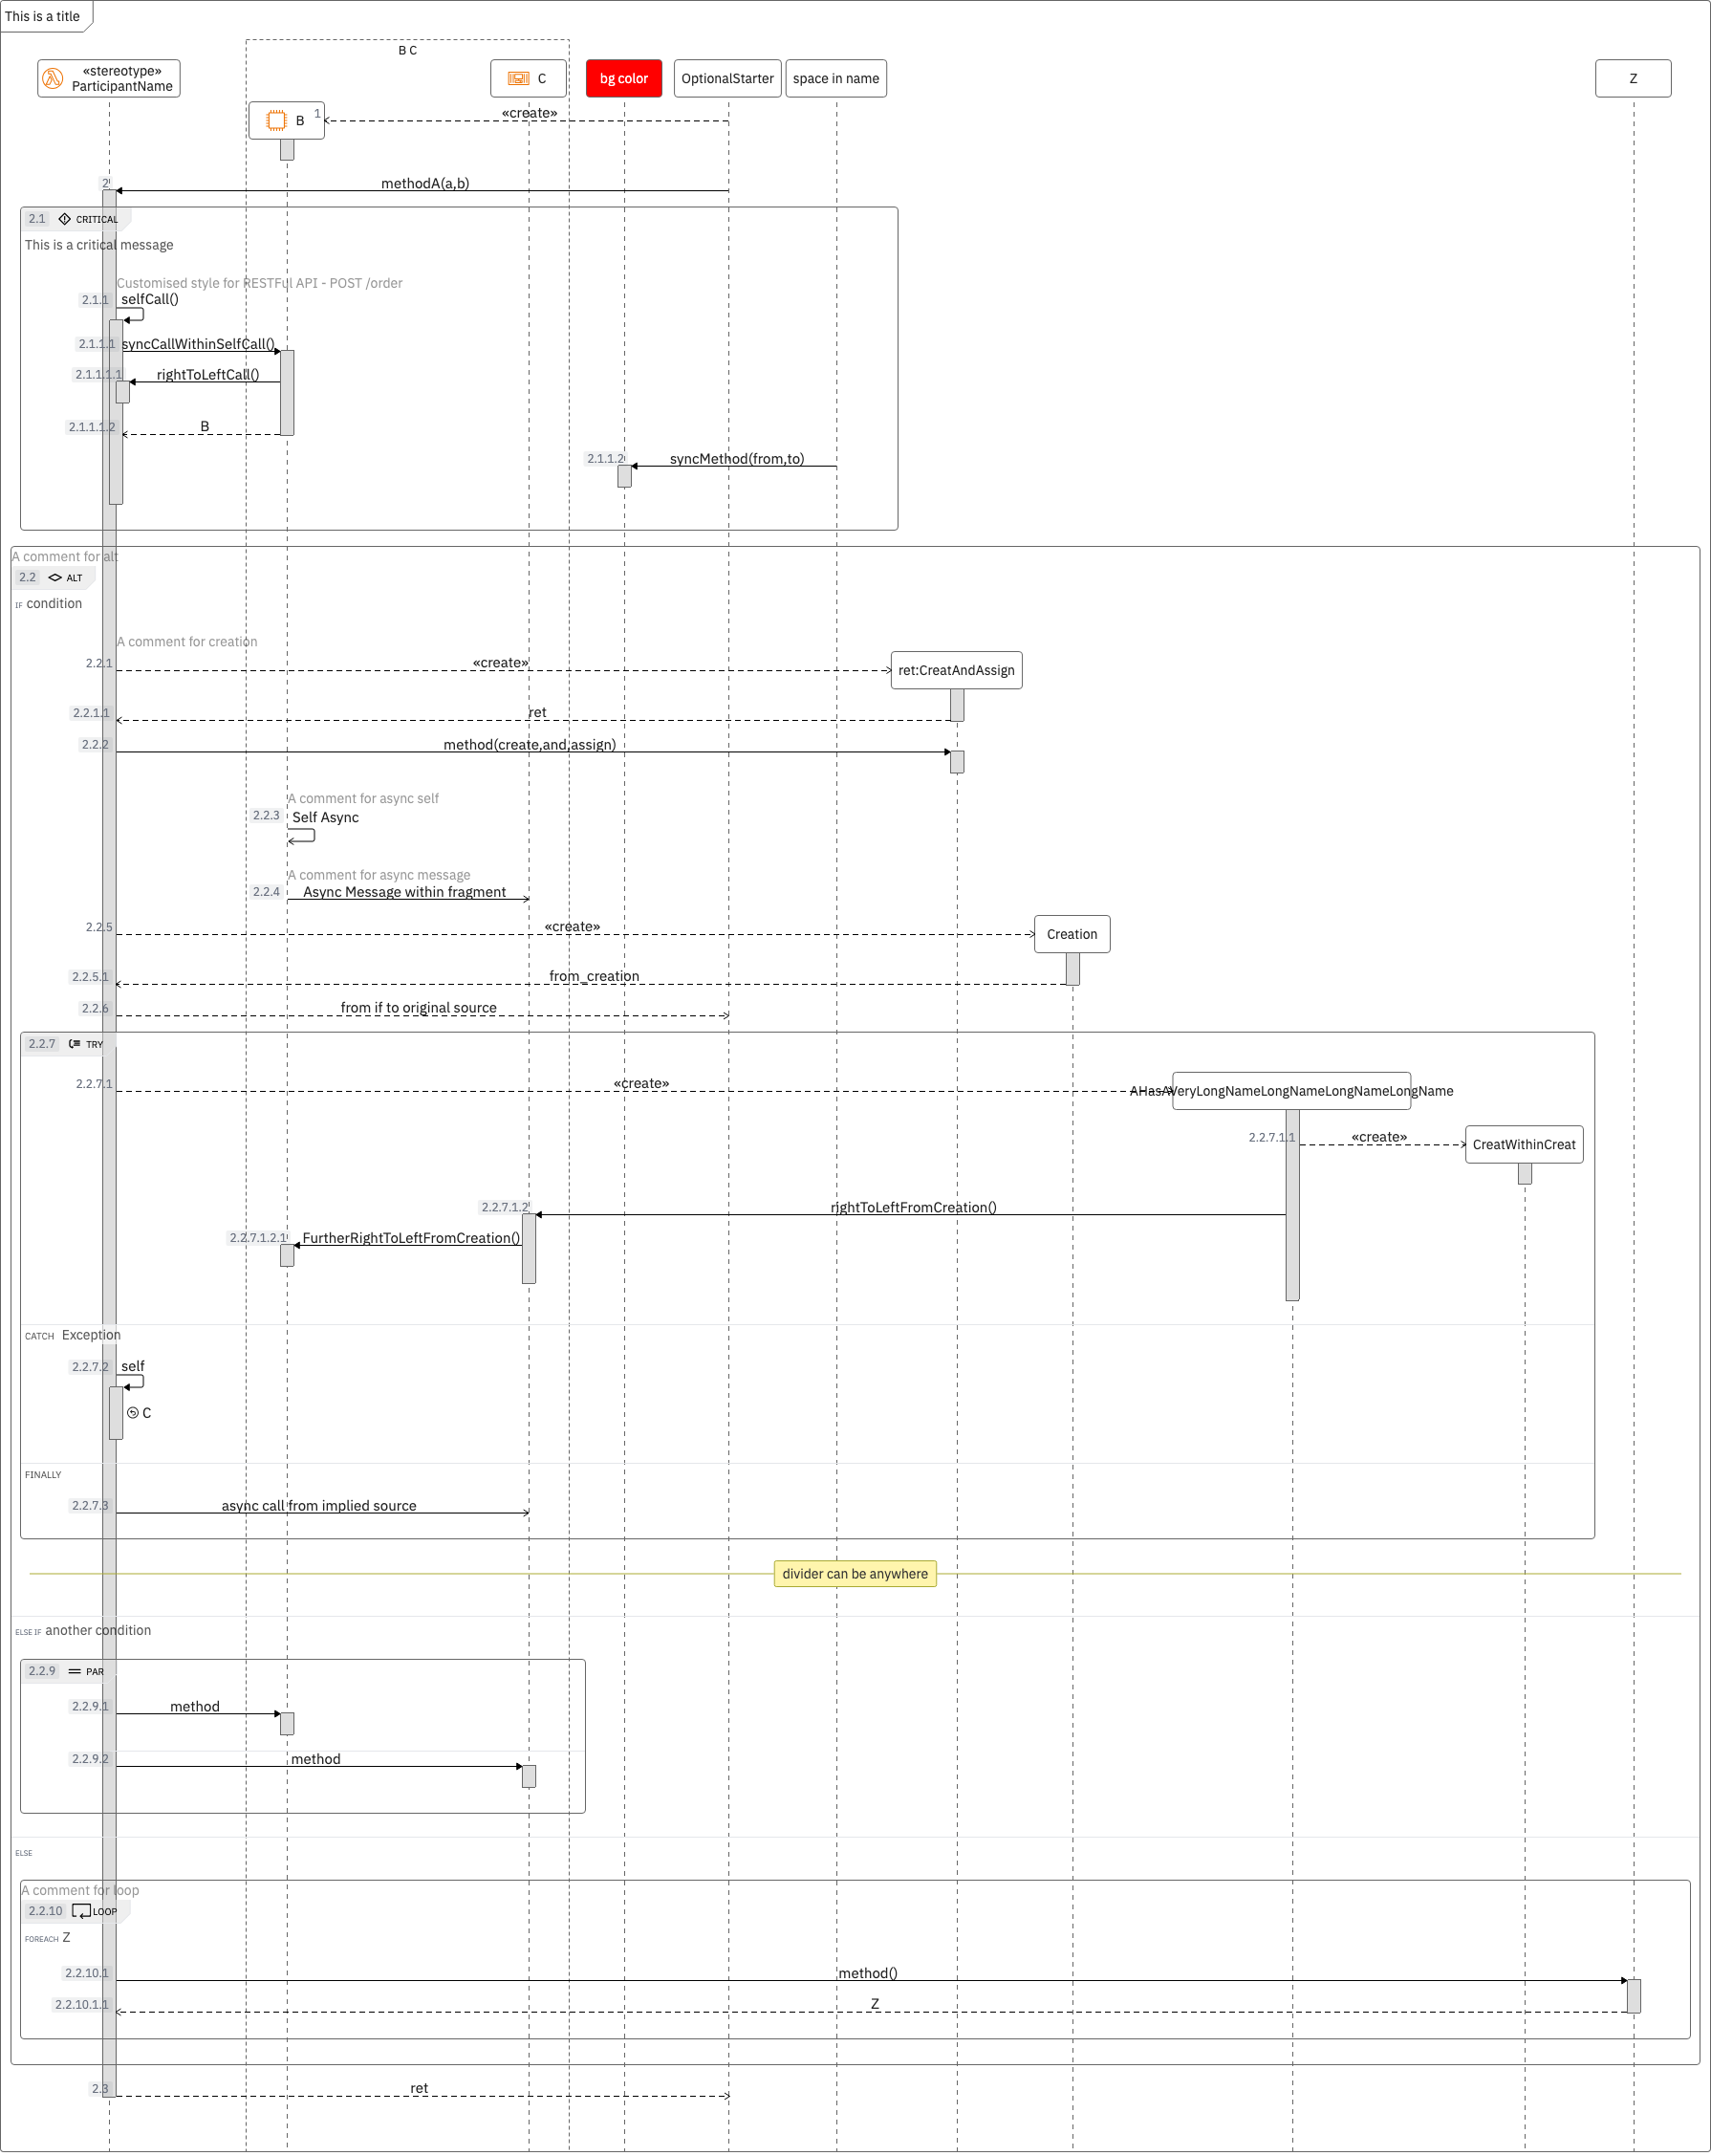 This is a title
B C
«stereotype»
ParticipantName
C
bg color
OptionalStarter
space in name
Z
B
1
«create»
2
methodA(a,b)
2.1 CRITICAL
This is a critical message
Customised style for RESTFul API - POST /order
2.1.1 selfCall()
2.1.1.1 syncCallWithinSelfCall()
2.1.1.1.1 rightToLeftCall()
2.1.1.1.2 B
2.1.1.2 syncMethod(from,to)
A comment for alt
2.2 ALT
IF condition
A comment for creation
2.2.1 «create»
ret:CreatAndAssign
2.2.1.1 ret
2.2.2 method(create,and,assign)
A comment for async self
2.2.3 Self Async
A comment for async message
2.2.4 Async Message within fragment
2.2.5 «create»
Creation
2.2.5.1 from_creation
2.2.6 from if to original source
2.2.7 TRY
2.2.7.1 «create»
AHasAVeryLongNameLongNameLongNameLongName
2.2.7.1.1 «create»
CreatWithinCreat
2.2.7.1.2 rightToLeftFromCreation()
2.2.7.1.2.1 FurtherRightToLeftFromCreation()
CATCH Exception
2.2.7.2 self
C
FINALLY
2.2.7.3 async call from implied source
divider can be anywhere
ELSE IF another condition
2.2.9 PAR
2.2.9.1 method
2.2.9.2 method
ELSE
A comment for loop
2.2.10 LOOP
FOREACH Z
2.2.10.1 method()
2.2.10.1.1 Z
2.3 ret